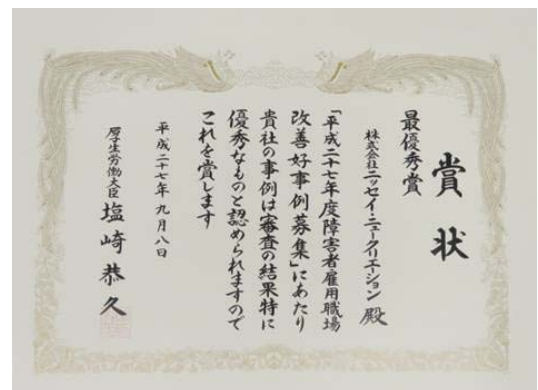 賞状
最優秀賞
株式会社ニッセイ・ニュークリエーション 殿
「平成二十七年度障害者雇用職場
改善好事例募集」にあたり
貴社の事例は審査の結果特に
優秀なものと認められますので
これを賞します
平成二十七年九月八日
厚生労働大臣 塩崎恭久